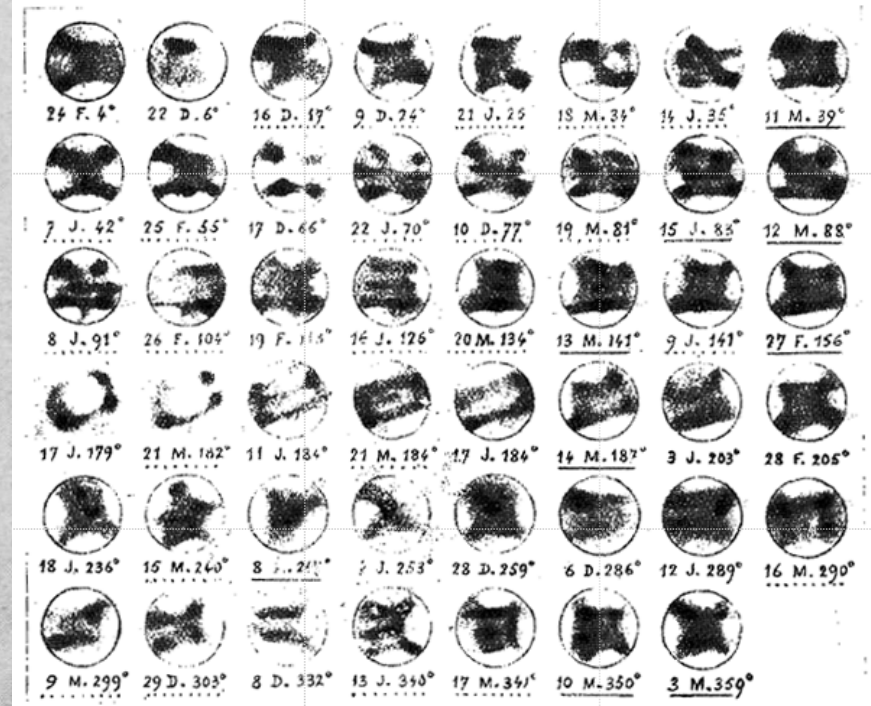 24 F. 4° 22 D. 6° 16 D. 17° 9 D. 24° 21 J. 25 18 M. 34° 14 J. 35° 11 M. 39°
7 J. 42° 25 F. 55° 17 D. 66° 22 J. 70° 10 D. 77° 19 M. 81° 15 J. 83° 12 M. 88°
8 J. 91° 26 F. 104° 19 F. 16 J. 126° 20 M. 134° 13 M. 141° 9 J. 141° 27 F. 156°
17 J. 179° 21 M. 182° 11 J. 184° 21 M. 184° 17 J. 184° 14 M. 187° 3 J. 203° 28 F. 205°
18 J. 236° 15 M. 240° 8 J. 253° 28 D. 259° 6 D. 286° 12 J. 289° 16 M. 290°
9 M. 299° 29 D. 303° 8 D. 332° 13 J. 340° 17 M. 341° 10 M. 350° 3 M. 359°